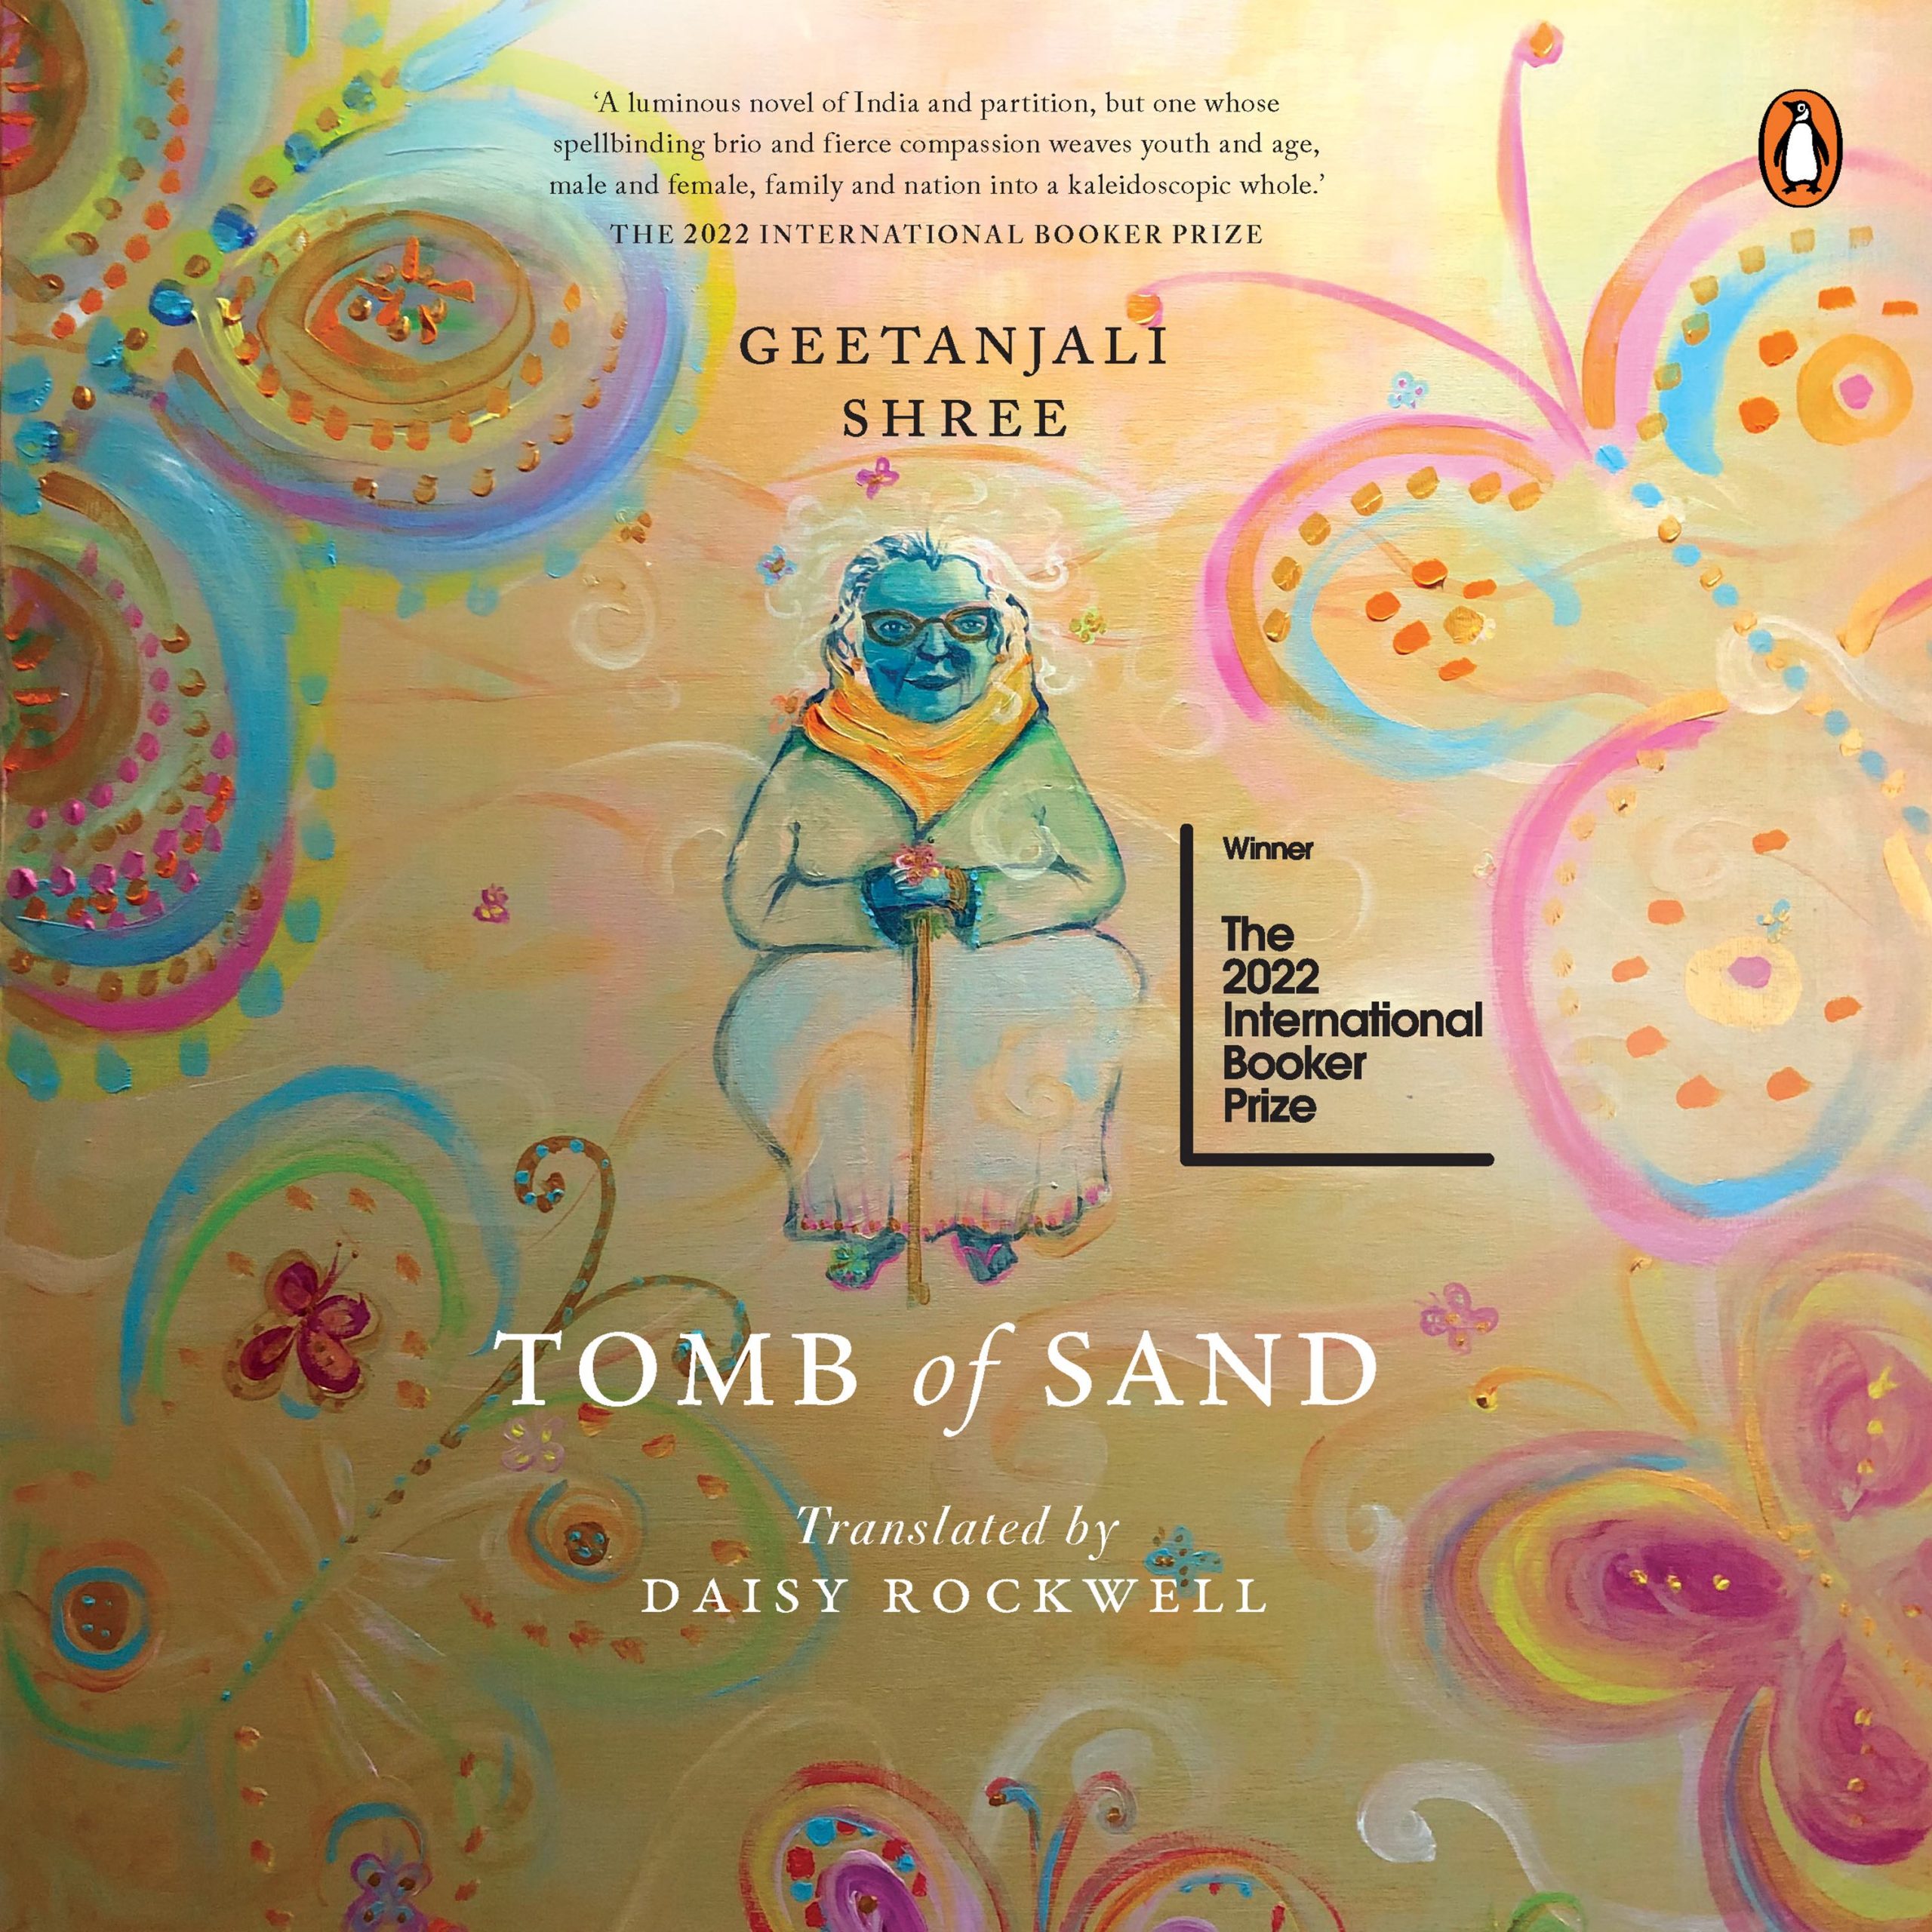 ‘A luminous novel of India and partition, but one whose
spellbinding brio and fierce compassion weaves youth and age,
male and female, family and nation into a kaleidoscopic whole.’
THE 2022 INTERNATIONAL BOOKER PRIZE
GEETANJALI
SHREE
Winner
The
2022
International
Booker
Prize
TOMB of SAND
Translated by
DAISY ROCKWELL